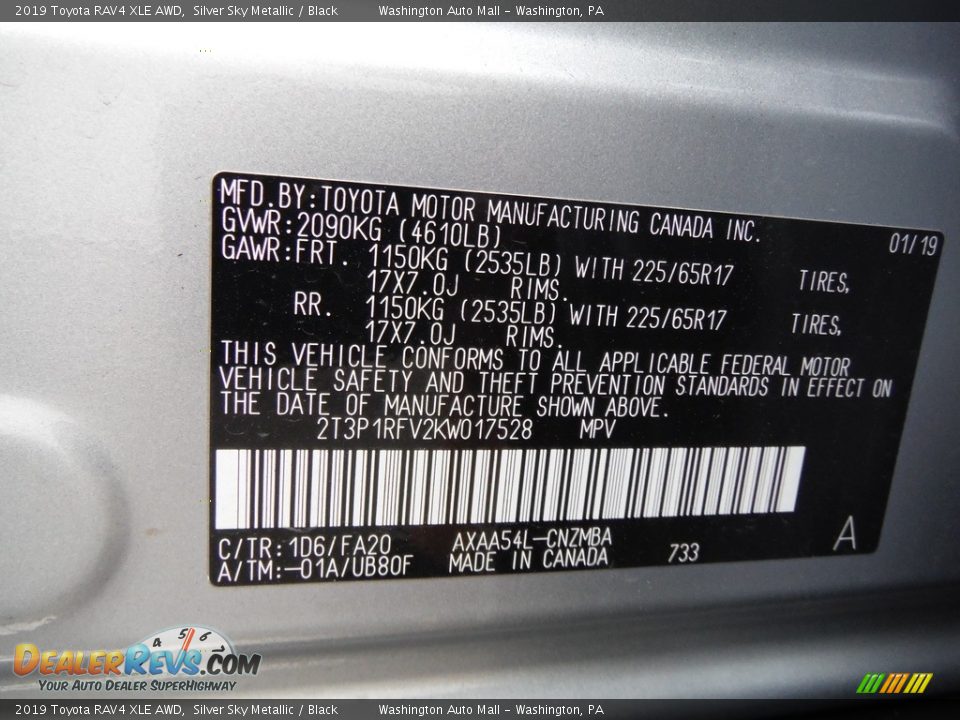 2019 Toyota RAV4 XLE AWD, Silver Sky Metallic / Black Washington Auto Mall - Washington, PA
MFD.BY:TOYOTA MOTOR MANUFACTURING CANADA INC.
GVWR:2090KG (4610LB) 01/19
GAWR:FRT. 1150KG (2535LB) WITH 225/65R17 TIRES,
17X7.0J RIMS.
RR. 1150KG (2535LB) WITH 225/65R17 TIRES,
17X7.0J RIMS.
THIS VEHICLE CONFORMS TO ALL APPLICABLE FEDERAL MOTOR
VEHICLE SAFETY AND THEFT PREVENTION STANDARDS IN EFFECT ON
THE DATE OF MANUFACTURE SHOWN ABOVE.
2T3P1RFV2KW017528 MPV
C/TR:1D6/FA20 AXAA54L-CNZMBA
A/TM:-01A/UB80F MADE IN CANADA 733 A
4 5 6
DEALERREVS.COM
YOUR AUTO DEALER SUPERHIGHWAY
2019 Toyota RAV4 XLE AWD, Silver Sky Metallic / Black Washington Auto Mall - Washington, PA